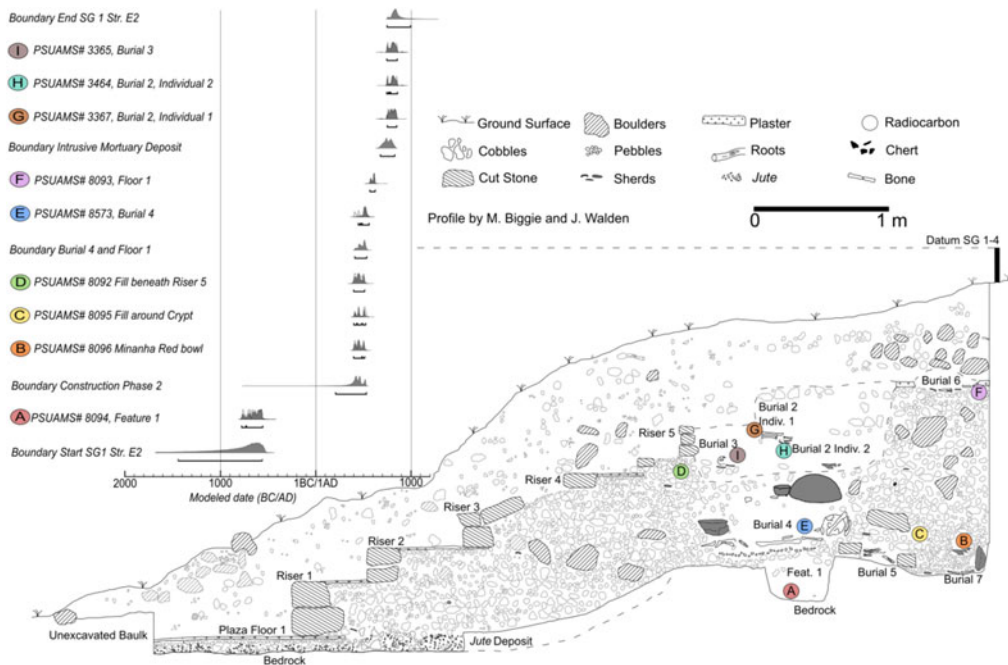 Boundary End SG 1 Str. E2
I PSUAMS# 3365, Burial 3
H PSUAMS# 3464, Burial 2, Individual 2
G PSUAMS# 3367, Burial 2, Individual 1
Boundary Intrusive Mortuary Deposit
F PSUAMS# 8093, Floor 1
E PSUAMS# 8573, Burial 4
Boundary Burial 4 and Floor 1
D PSUAMS# 8092 Fill beneath Riser 5
C PSUAMS# 8095 Fill around Crypt
B PSUAMS# 8096 Minanha Red bowl
Boundary Construction Phase 2
A PSUAMS# 8094, Feature 1
Boundary Start SG1 Str. E2
2000 1000 1BC/1AD 1000
Modeled date (BC/AD)
Ground Surface Boulders Plaster Radiocarbon
Cobbles Pebbles Roots Chert
Cut Stone Sherds Jute Bone
Profile by M. Biggie and J. Walden
0 1 m
Datum SG 1-4
Burial 6
F
Burial 2
Indiv. 1
G
Riser 5
Burial 3
I
H
Burial 2 Indiv. 2
D
Riser 4
Riser 3
Burial 4
E
C
B
Riser 2
Riser 1
Feat. 1
Burial 5
Burial 7
A
Bedrock
Unexcavated Baulk
Plaza Floor 1
Jute Deposit
Bedrock